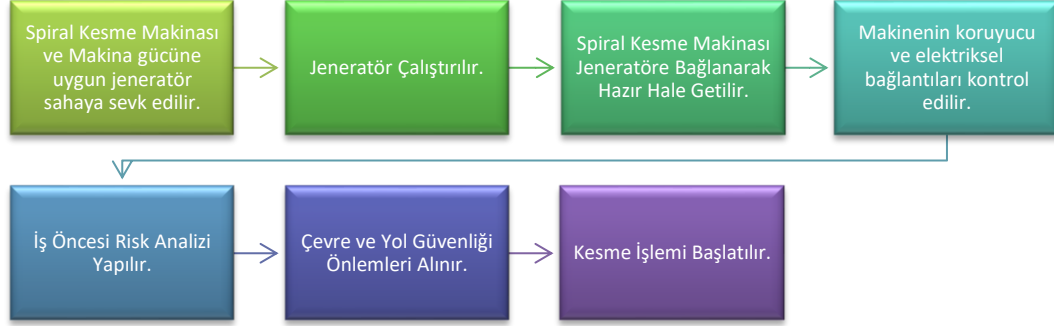 Spiral Kesme Makinası
ve Makina gücüne
uygun jeneratör
sahaya sevk edilir.
Jeneratör Çalıştırılır.
Spiral Kesme Makinası
Jeneratöre Bağlanarak
Hazır Hale Getilir.
Makinenin koruyucu
ve elektriksel
bağlantıları kontrol
edilir.
İş Öncesi Risk Analizi
Yapılır.
Çevre ve Yol Güvenliği
Önlemleri Alınır.
Kesme İşlemi Başlatılır.